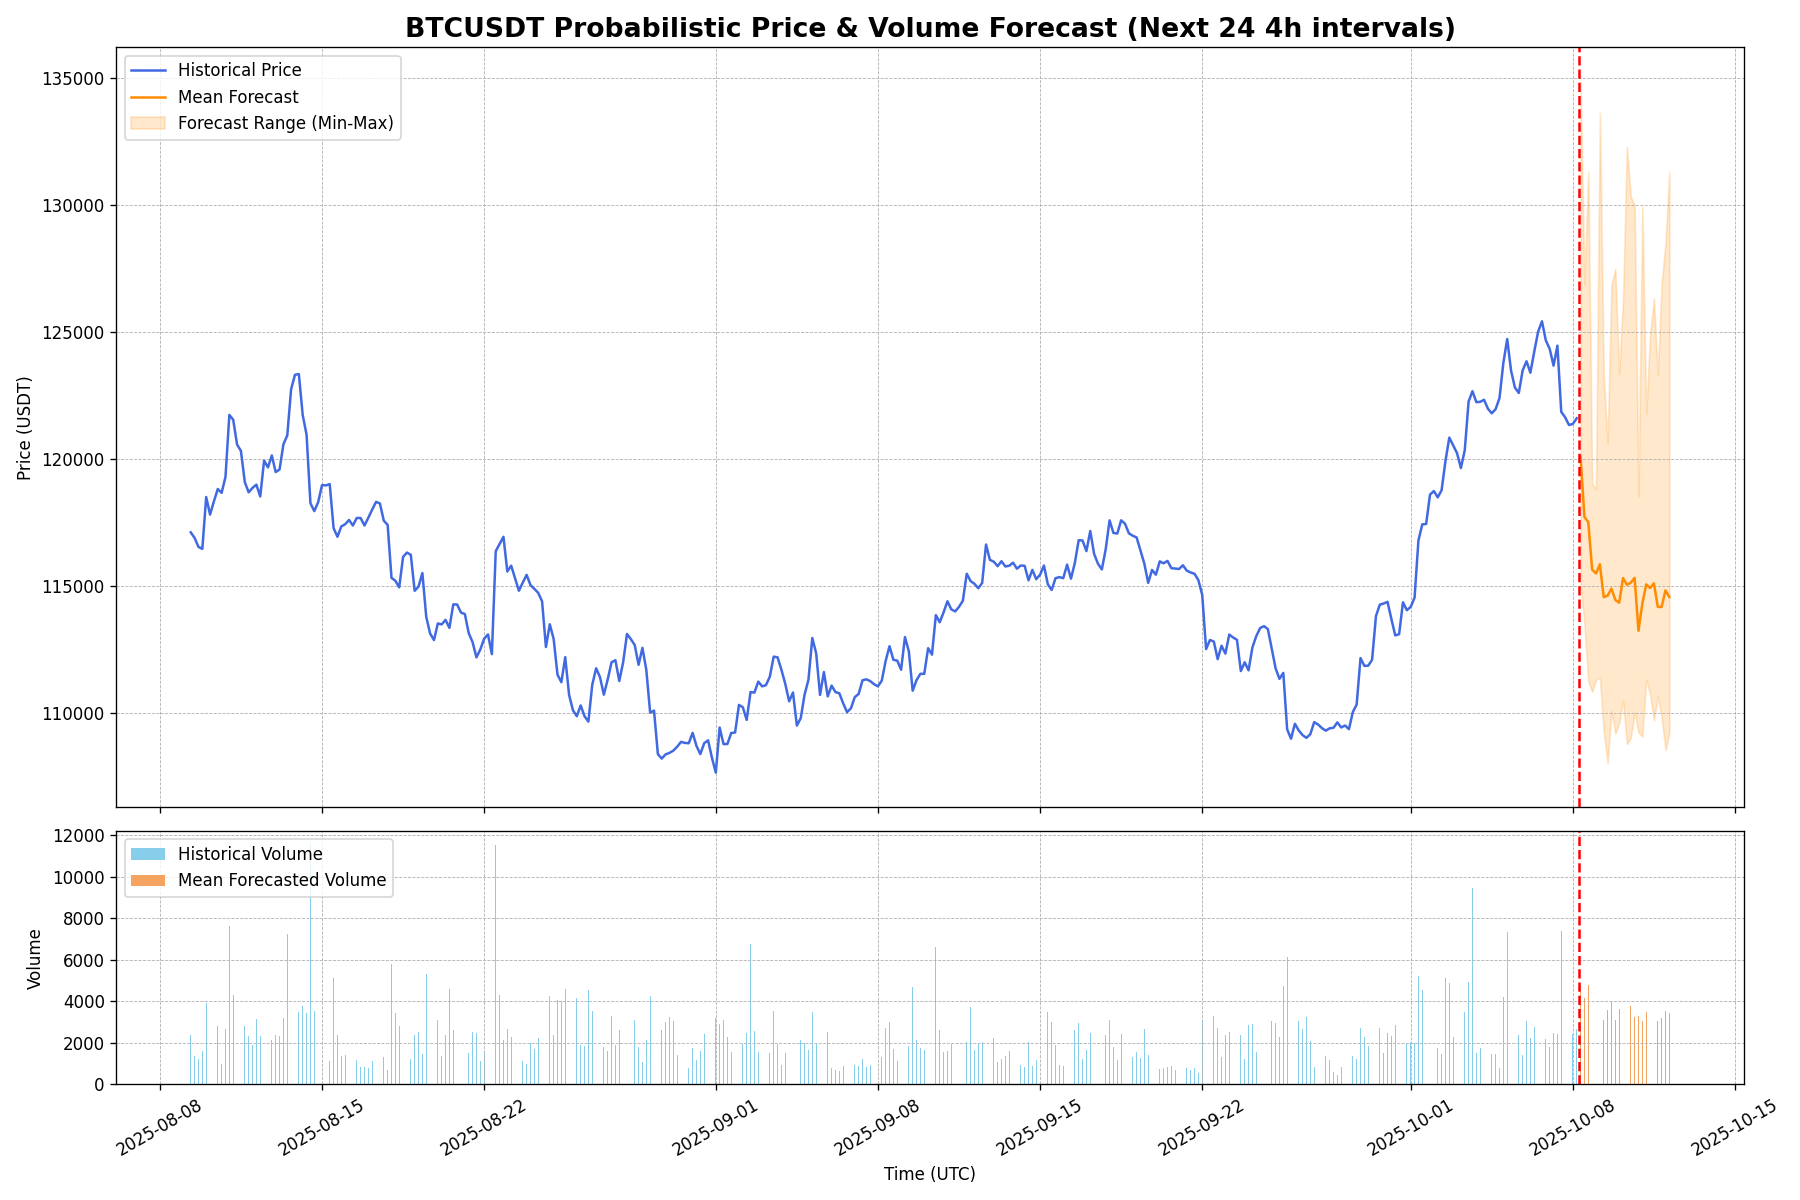 BTCUSDT Probabilistic Price & Volume Forecast (Next 24 4h intervals)
Historical Price
Mean Forecast
Forecast Range (Min-Max)
135000
130000
125000
120000
115000
110000
Price (USDT)
Historical Volume
Mean Forecasted Volume
12000
10000
8000
6000
4000
2000
0
Volume
2025-08-08
2025-08-15
2025-08-22
2025-09-01
2025-09-08
2025-09-15
2025-09-22
2025-10-01
2025-10-08
2025-10-15
Time (UTC)